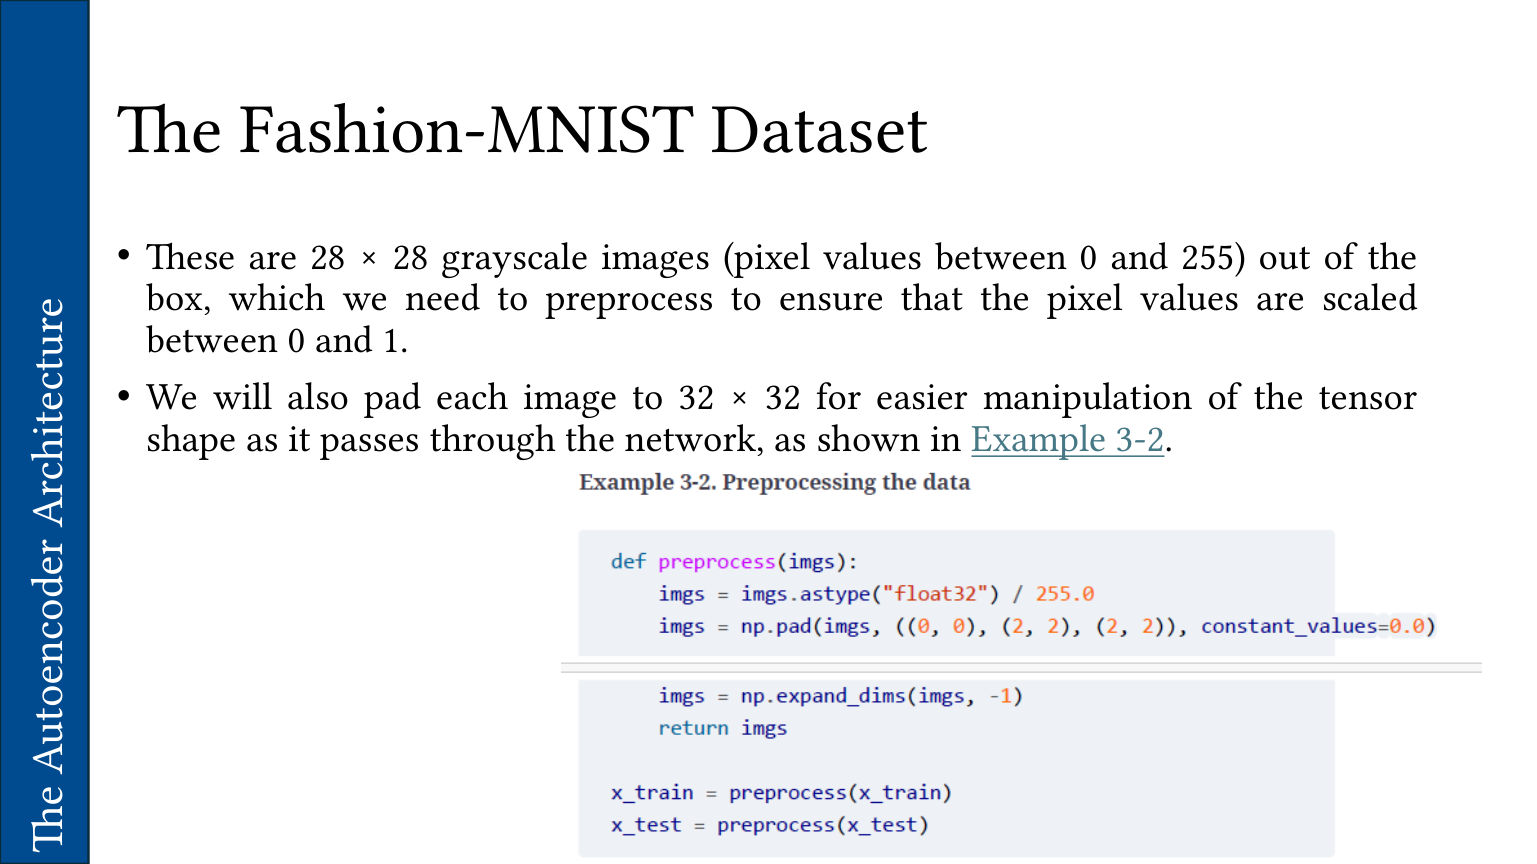 The Autoencoder Architecture
The Fashion-MNIST Dataset
• These are 28 × 28 grayscale images (pixel values between 0 and 255) out of the
box, which we need to preprocess to ensure that the pixel values are scaled
between 0 and 1.
• We will also pad each image to 32 × 32 for easier manipulation of the tensor
shape as it passes through the network, as shown in Example 3-2.
Example 3-2. Preprocessing the data
def preprocess(imgs):
    imgs = imgs.astype("float32") / 255.0
    imgs = np.pad(imgs, ((0, 0), (2, 2), (2, 2)), constant_values=0.0)
    imgs = np.expand_dims(imgs, -1)
    return imgs
x_train = preprocess(x_train)
x_test = preprocess(x_test)